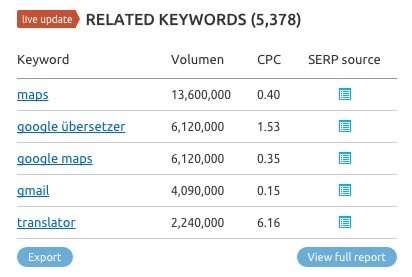 live update RELATED KEYWORDS (5,378)
Keyword Volumen CPC SERP source
maps 13,600,000 0.40
google übersetzer 6,120,000 1.53
google maps 6,120,000 0.35
gmail 4,090,000 0.15
translator 2,240,000 6.16
Export View full report